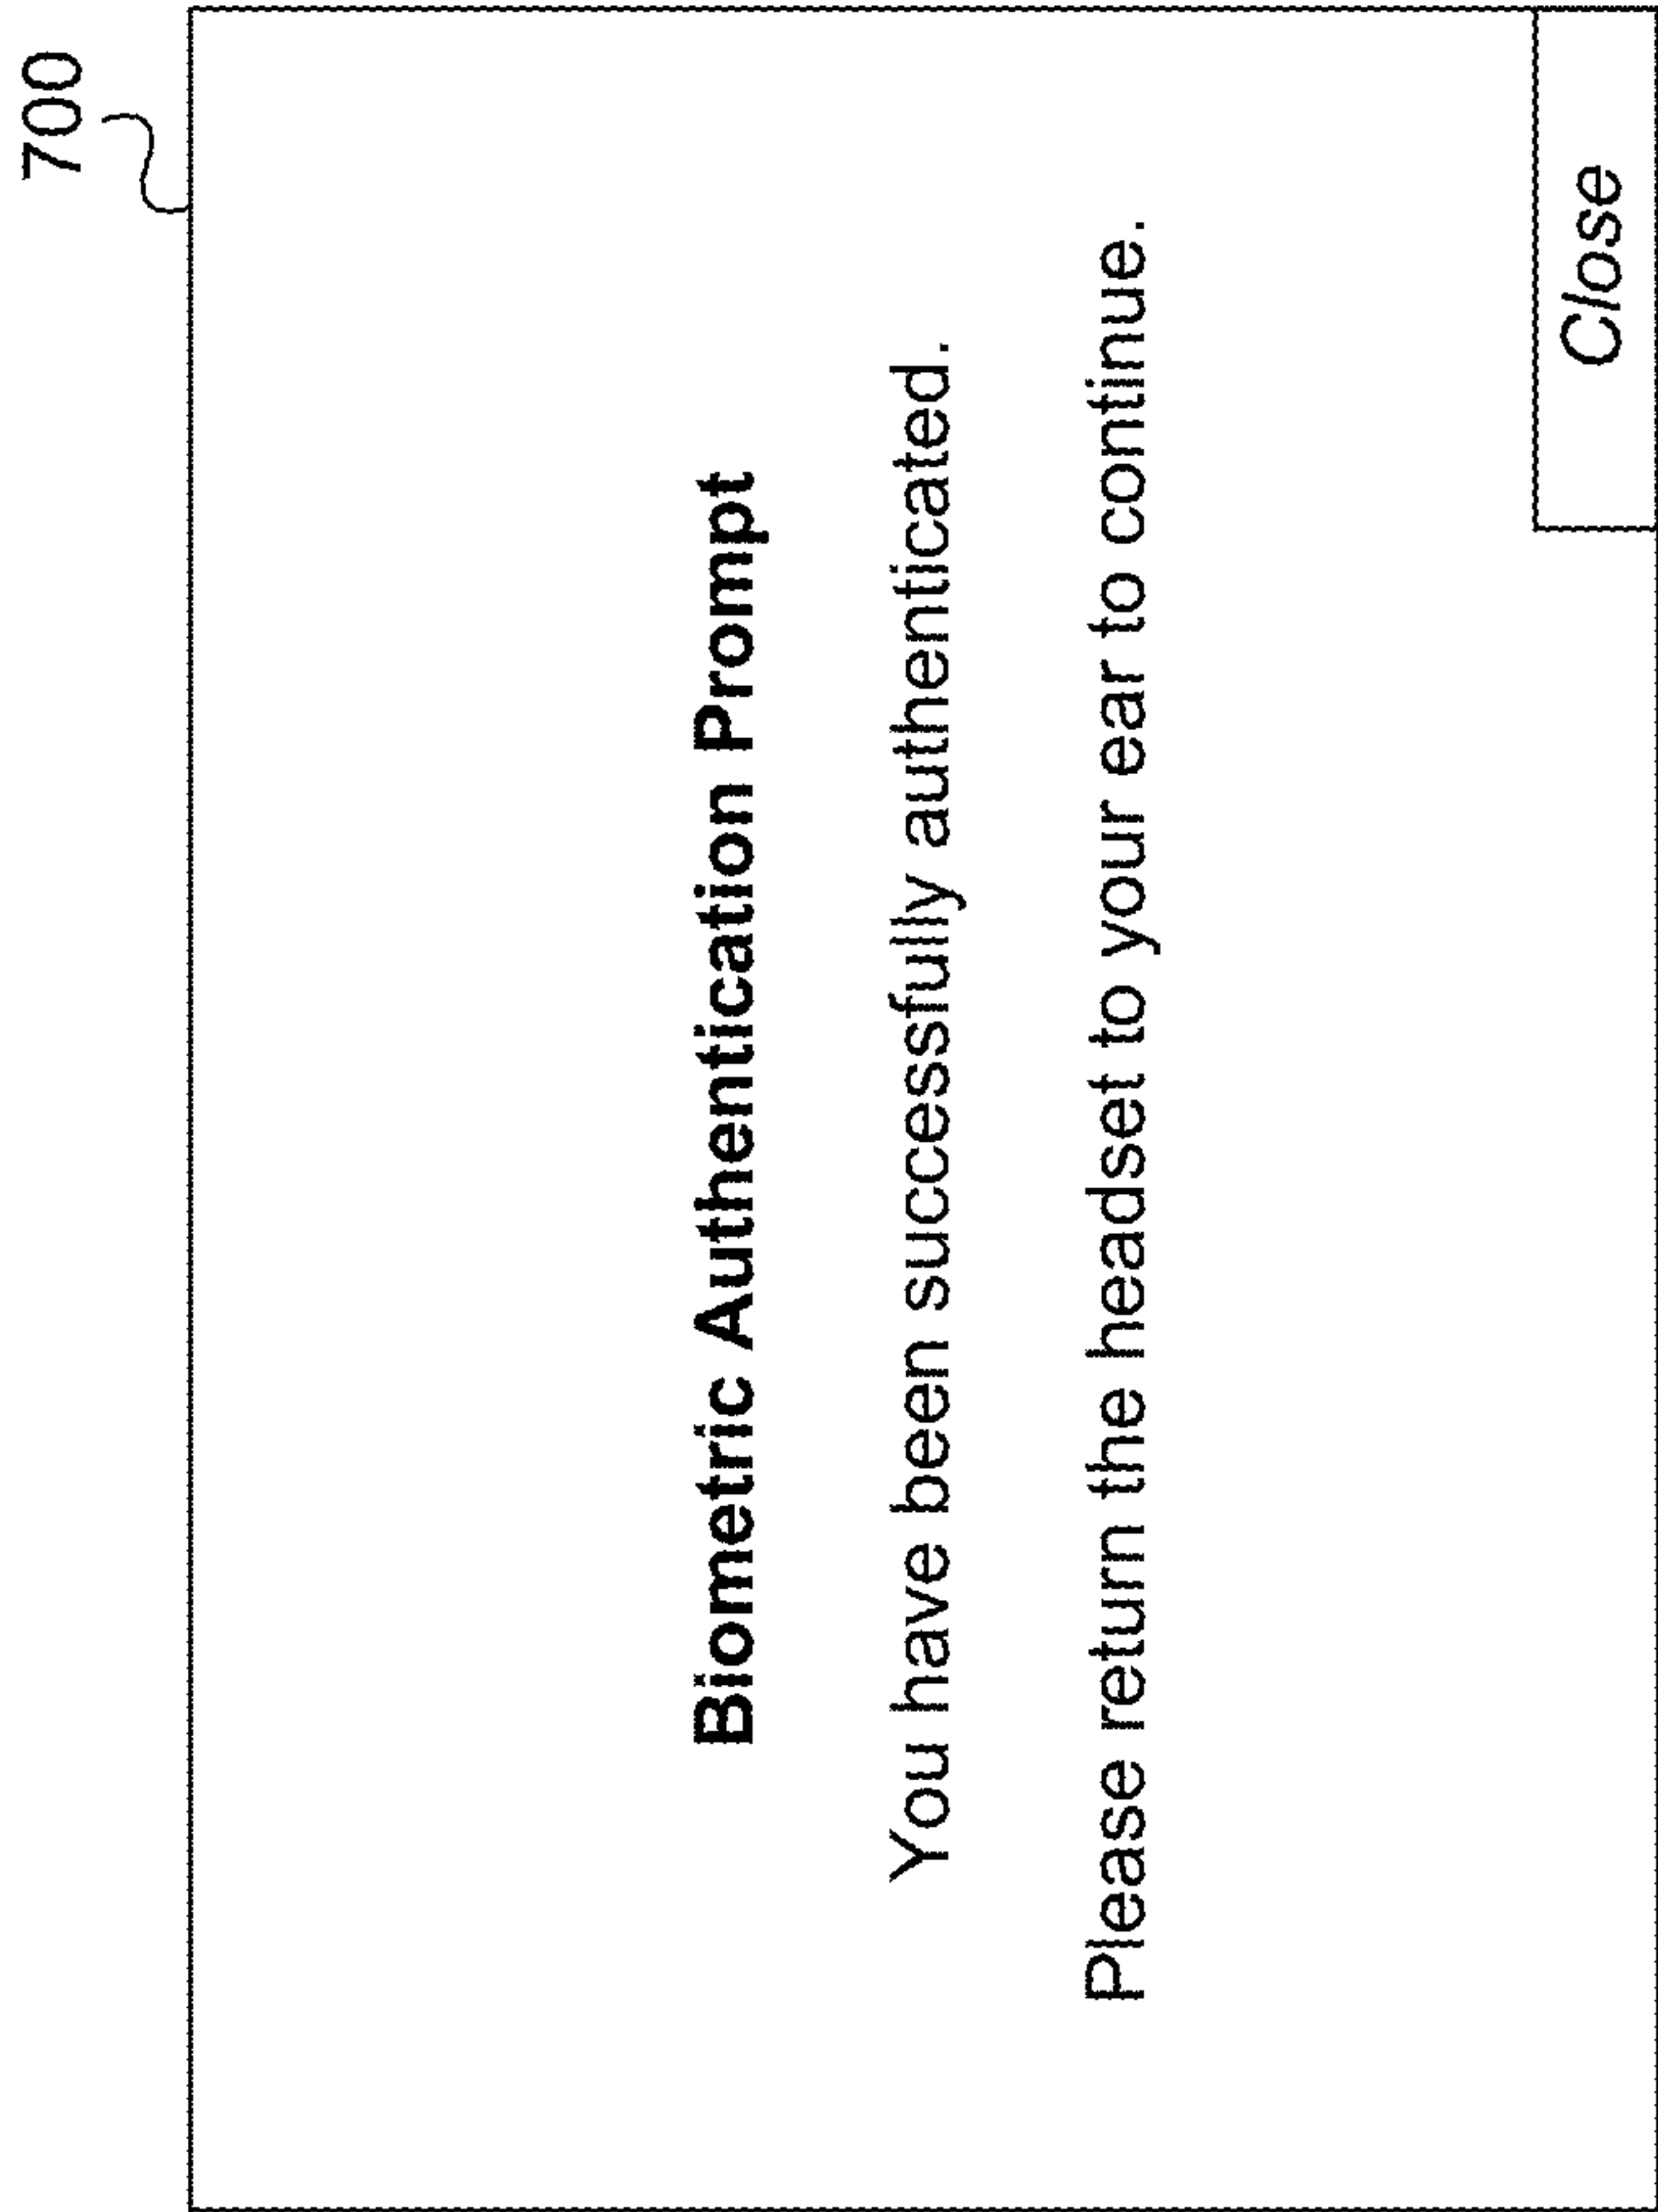 700
Biometric Authentication Prompt
You have been successfully authenticated.
Please return the headset to your ear to continue.
Close